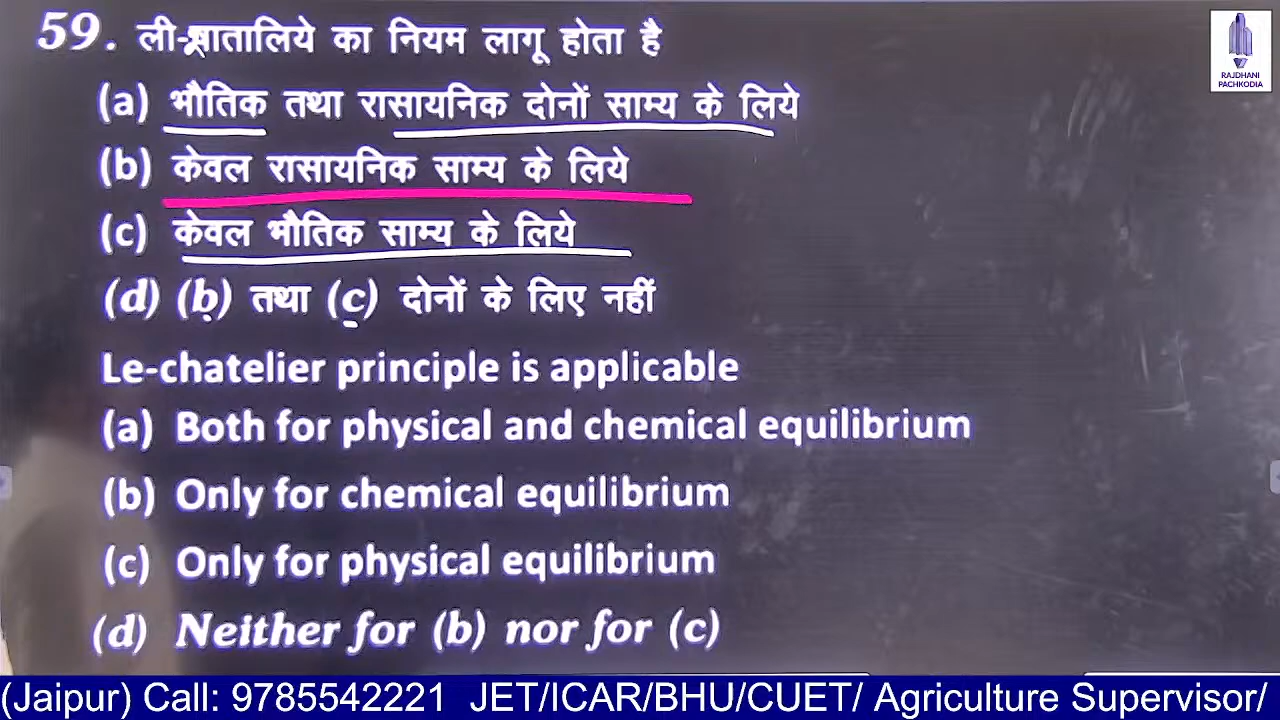 59. ली-शातालिये का नियम लागू होता है
(a) भौतिक तथा रासायनिक दोनों साम्य के लिये
(b) केवल रासायनिक साम्य के लिये
(c) केवल भौतिक साम्य के लिये
(d) (b) तथा (c) दोनों के लिए नहीं
Le-chatelier principle is applicable
(a) Both for physical and chemical equilibrium
(b) Only for chemical equilibrium
(c) Only for physical equilibrium
(d) Neither for (b) nor for (c)
RAJDHANI
PACHKODIA
(Jaipur) Call: 9785542221 JET/ICAR/BHU/CUET/ Agriculture Supervisor/